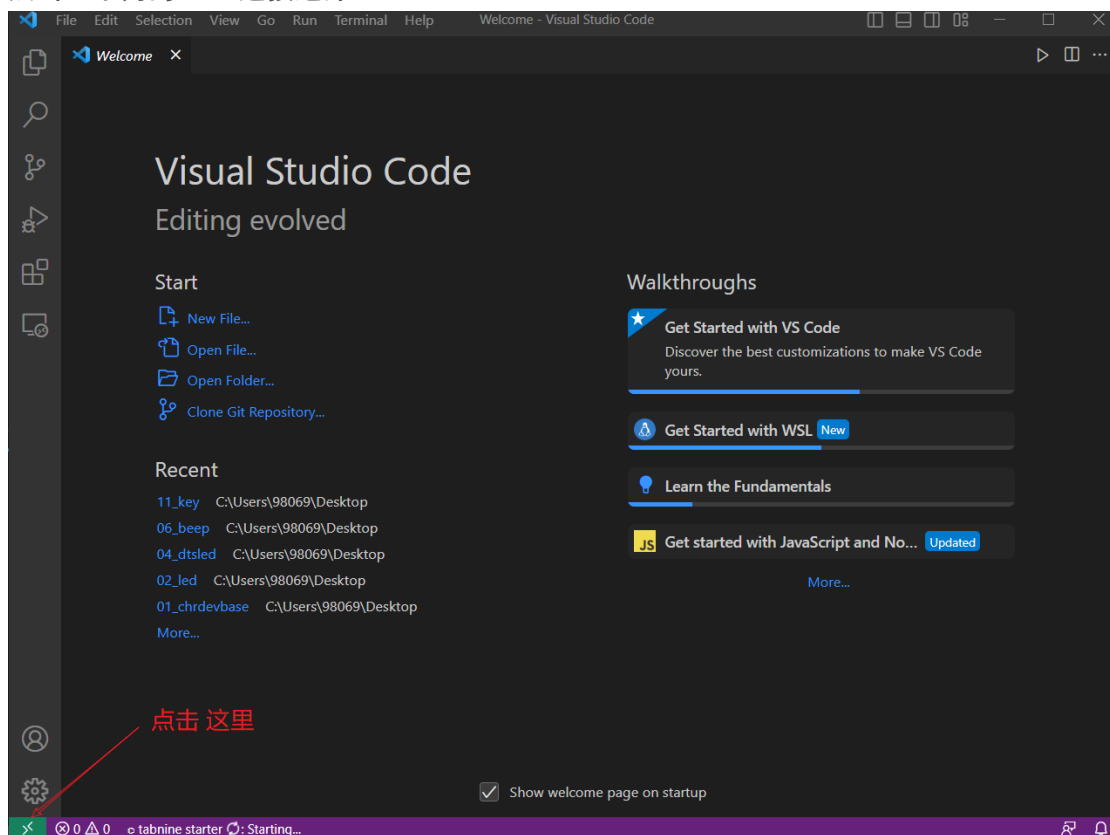 File Edit Selection View Go Run Terminal Help Welcome - Visual Studio Code
Welcome
Visual Studio Code
Editing evolved
Start
New File...
Open File...
Open Folder...
Clone Git Repository...
Recent
11_key C:\Users\98069\Desktop
06_beep C:\Users\98069\Desktop
04_dtsled C:\Users\98069\Desktop
02_led C:\Users\98069\Desktop
01_chrdevbase C:\Users\98069\Desktop
More...
Walkthroughs
Get Started with VS Code
Discover the best customizations to make VS Code
yours.
Get Started with WSL New
Learn the Fundamentals
JS Get started with JavaScript and No... Updated
More...
点击 这里
Show welcome page on startup
0 0 tabnine starter : Starting...